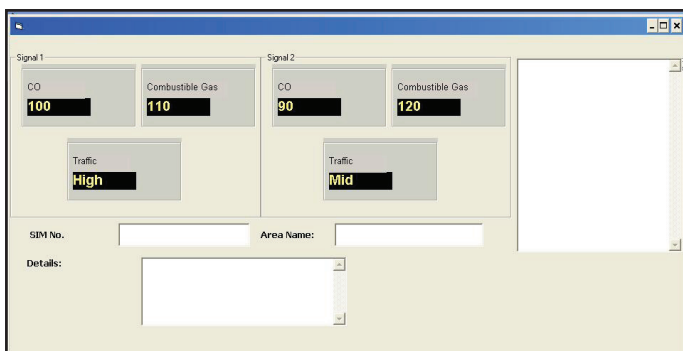 Signal 1
CO
100
Combustible Gas
110
Traffic
High
Signal 2
CO
90
Combustible Gas
120
Traffic
Mid
SIM No.
Area Name:
Details: